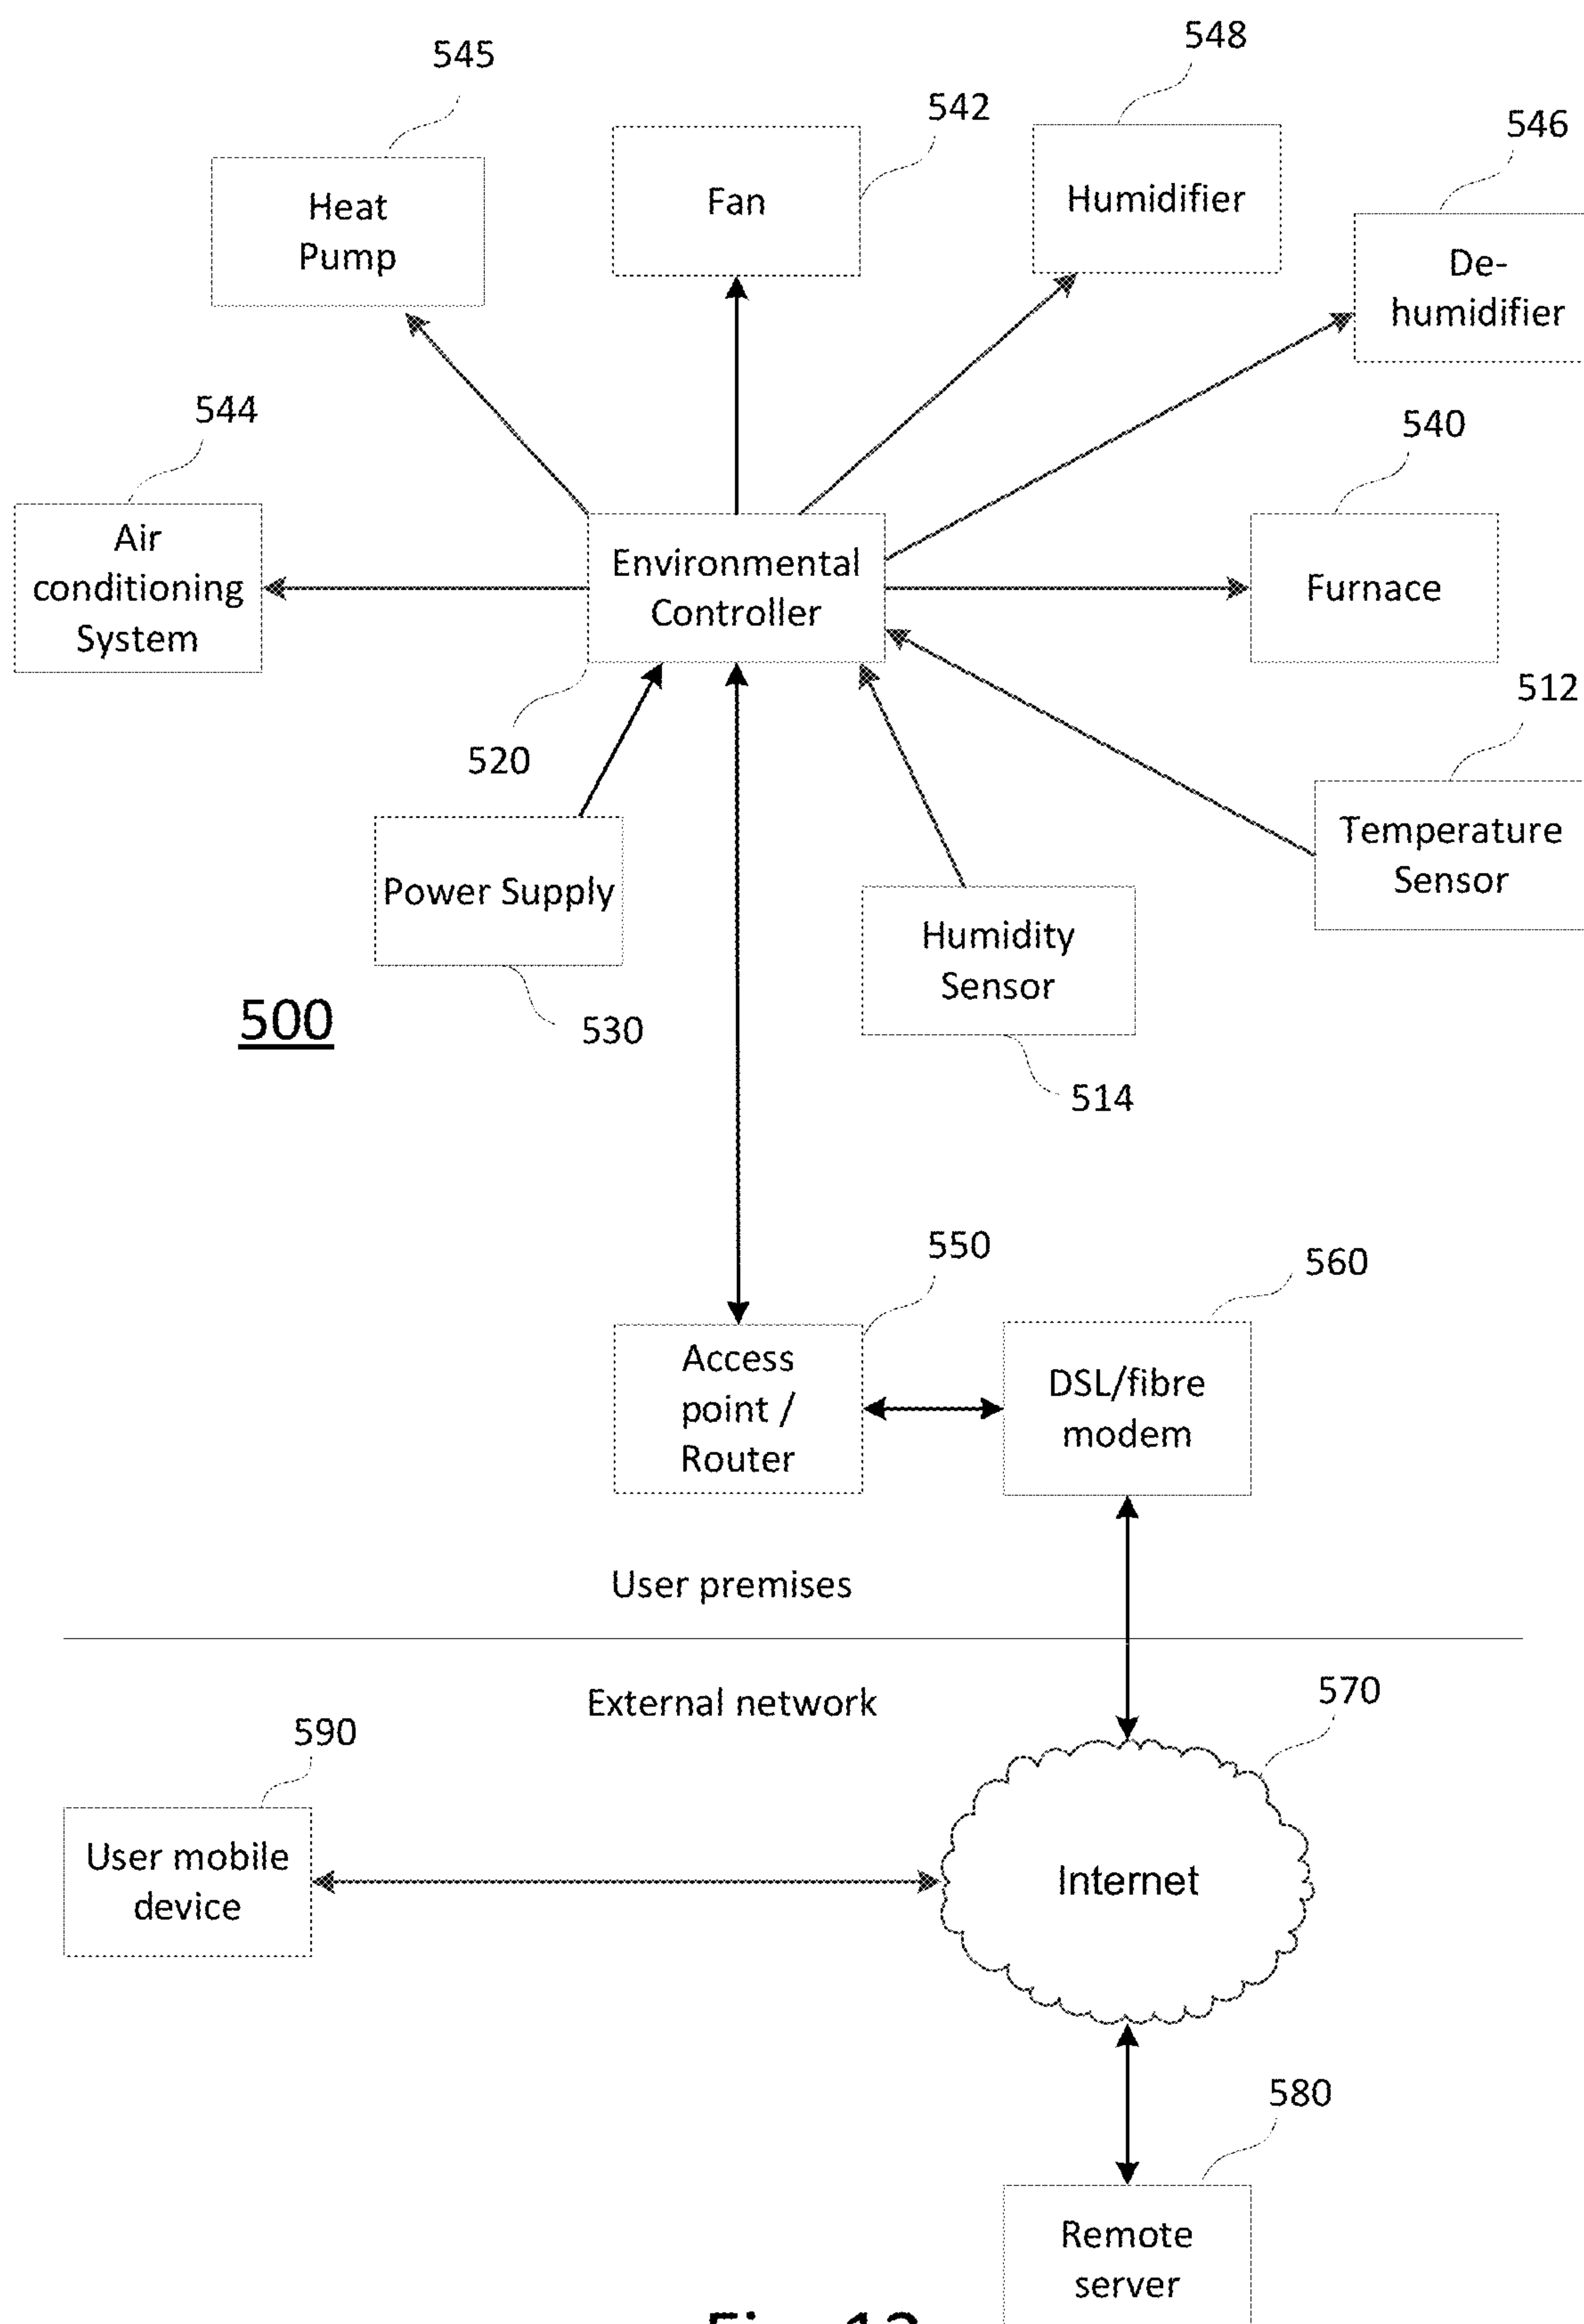 545
548
542
546
Heat
Pump
Fan
Humidifier
De-
humidifier
544
540
Air
conditioning
System
Environmental
Controller
Furnace
512
520
Temperature
Sensor
Power Supply
Humidity
Sensor
500
530
514
550
560
Access
point /
Router
DSL/fibre
modem
User premises
External network
570
590
User mobile
device
Internet
580
Remote
server